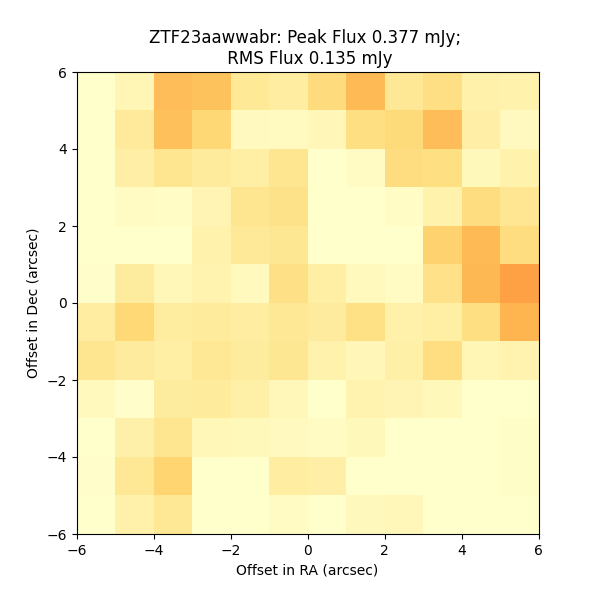 ZTF23aawwabr: Peak Flux 0.377 mJy;
RMS Flux 0.135 mJy
6
4
2
0
−2
−4
−6
Offset in Dec (arcsec)
−6 −4 −2 0 2 4 6
Offset in RA (arcsec)